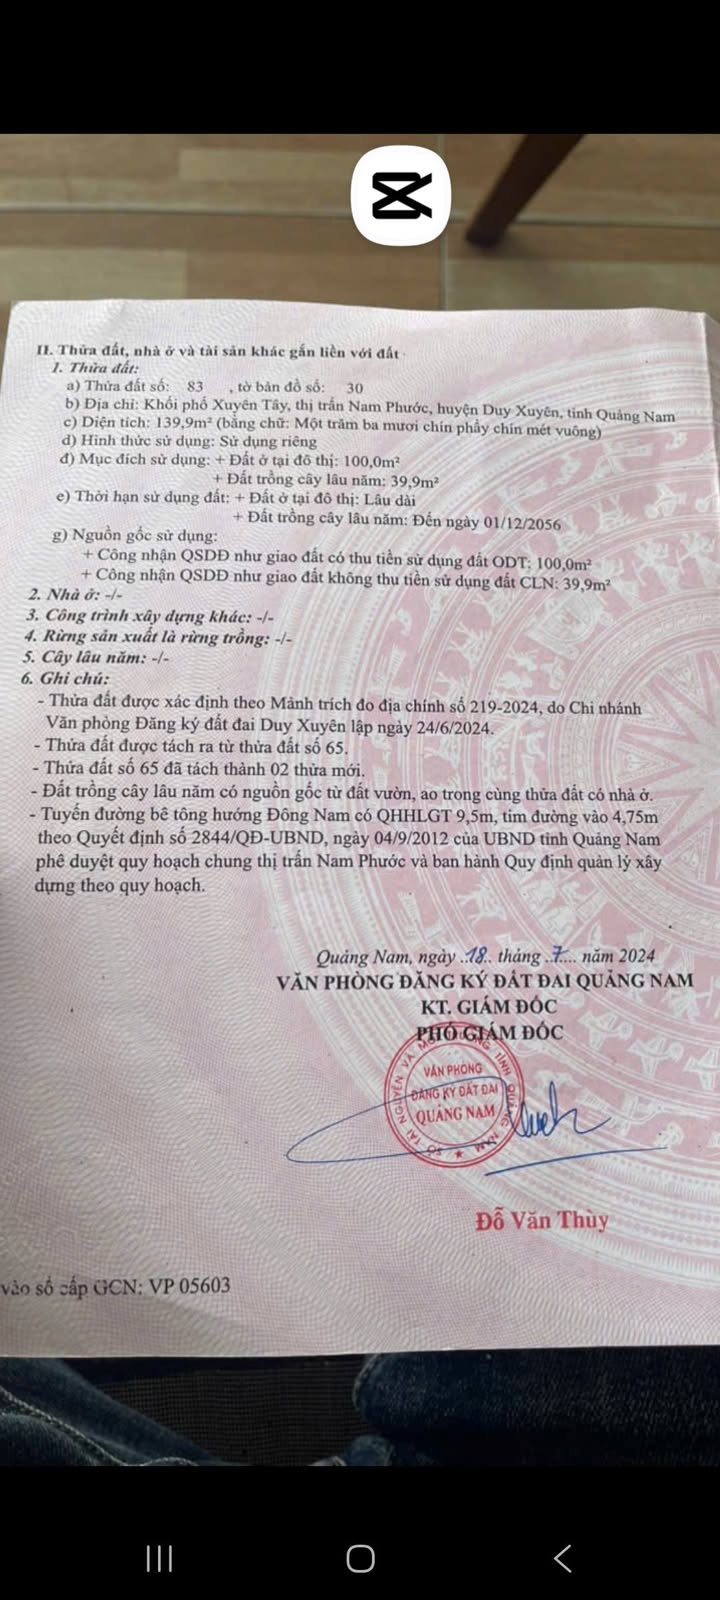 II. Thửa đất, nhà ở và tài sản khác gắn liền với đất
1. Thửa đất:
a) Thửa đất số: 83 , tờ bản đồ số: 30
b) Địa chỉ: Khối phố Xuyên Tây, thị trấn Nam Phước, huyện Duy Xuyên, tỉnh Quảng Nam
c) Diện tích: 139,9m² (bằng chữ: Một trăm ba mươi chín phẩy chín mét vuông)
d) Hình thức sử dụng: Sử dụng riêng
đ) Mục đích sử dụng: + Đất ở tại đô thị: 100,0m²
+ Đất trồng cây lâu năm: 39,9m²
e) Thời hạn sử dụng đất: + Đất ở tại đô thị: Lâu dài
+ Đất trồng cây lâu năm: Đến ngày 01/12/2056
g) Nguồn gốc sử dụng:
+ Công nhận QSDĐ như giao đất có thu tiền sử dụng đất ODT: 100,0m²
+ Công nhận QSDĐ như giao đất không thu tiền sử dụng đất CLN: 39,9m²
2. Nhà ở: -/-
3. Công trình xây dựng khác: -/-
4. Rừng sản xuất là rừng trồng: -/-
5. Cây lâu năm: -/-
6. Ghi chú:
- Thửa đất được xác định theo Mảnh trích đo địa chính số 219-2024, do Chi nhánh
Văn phòng Đăng ký đất đai Duy Xuyên lập ngày 24/6/2024.
- Thửa đất được tách ra từ thửa đất số 65.
- Thửa đất số 65 đã tách thành 02 thửa mới.
- Đất trồng cây lâu năm có nguồn gốc từ đất vườn, ao trong cùng thửa đất có nhà ở.
- Tuyến đường bê tông hướng Đông Nam có QHHLGT 9,5m, tim đường vào 4,75m
theo Quyết định số 2844/QĐ-UBND, ngày 04/9/2012 của UBND tỉnh Quảng Nam
phê duyệt quy hoạch chung thị trấn Nam Phước và ban hành Quy định quản lý xây
dựng theo quy hoạch.
Quảng Nam, ngày ..18.. tháng ..7.... năm 2024
VĂN PHÒNG ĐĂNG KÝ ĐẤT ĐAI QUẢNG NAM
KT. GIÁM ĐỐC
PHÓ GIÁM ĐỐC
SỞ TÀI NGUYÊN VÀ MÔI TRƯỜNG TỈNH QUẢNG NAM
VĂN PHÒNG
ĐĂNG KÝ ĐẤT ĐAI
QUẢNG NAM
Đỗ Văn Thùy
vào sổ cấp GCN: VP 05603